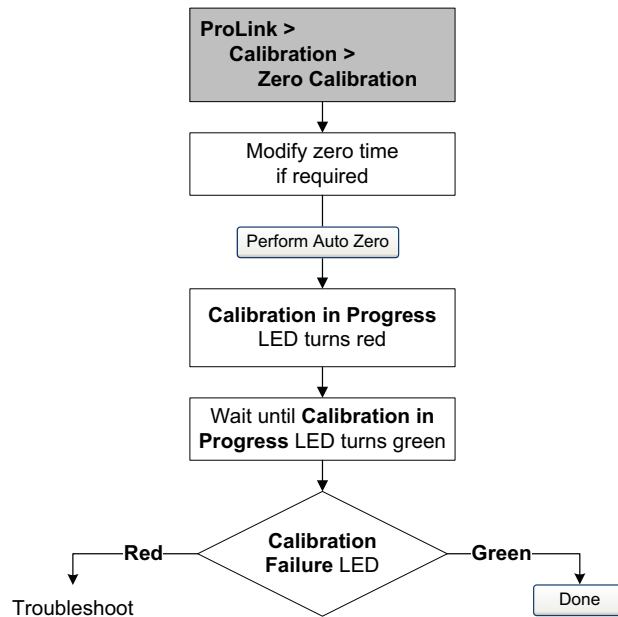 ProLink >
Calibration >
Zero Calibration
Modify zero time
if required
Perform Auto Zero
Calibration in Progress
LED turns red
Wait until Calibration in
Progress LED turns green
Calibration
Failure LED
Red
Green
Troubleshoot
Done